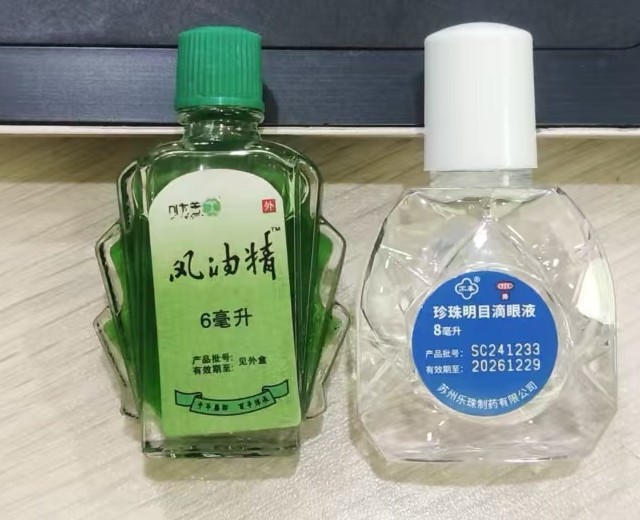 外
风油精™
6毫升
产品批号: 见外盒
有效期至:
珍珠明目滴眼液
8毫升
产品批号: SC241233
有效期至: 20261229
苏州乐珠制药有限公司